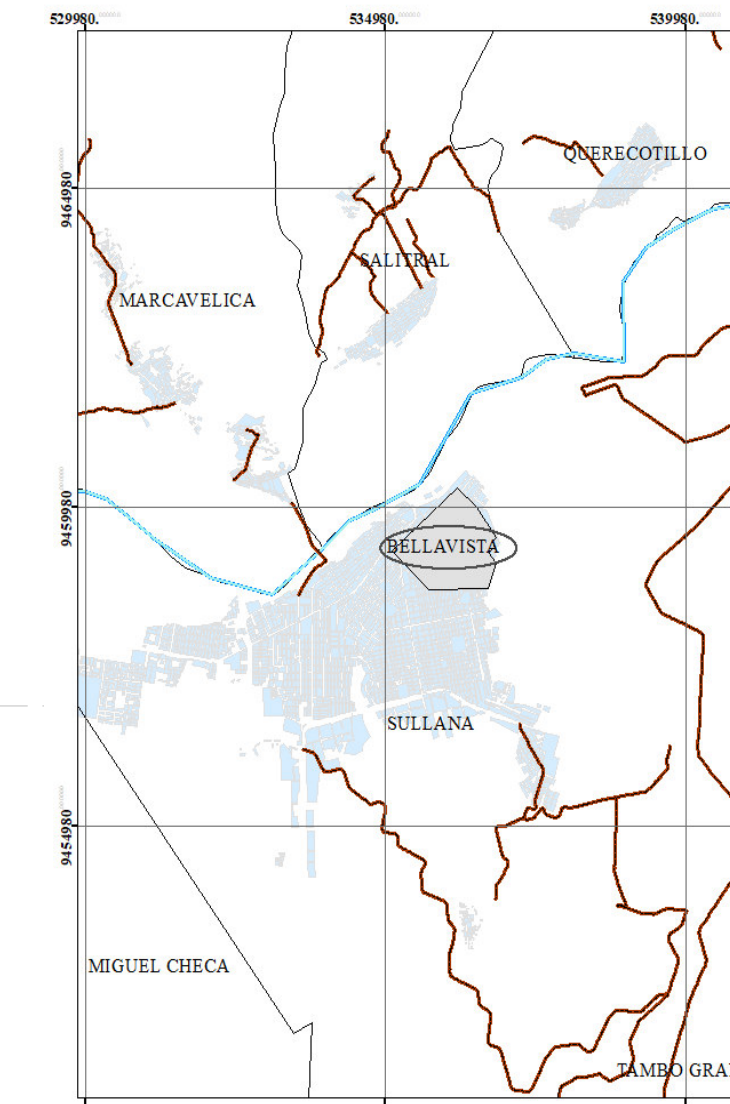 529980.
534980.
539980.
QUERECOTILLO
9464980
SALITRAL
MARCAVELICA
9459980
BELLAVISTA
SULLANA
9454980
MIGUEL CHECA
TAMBO GRA